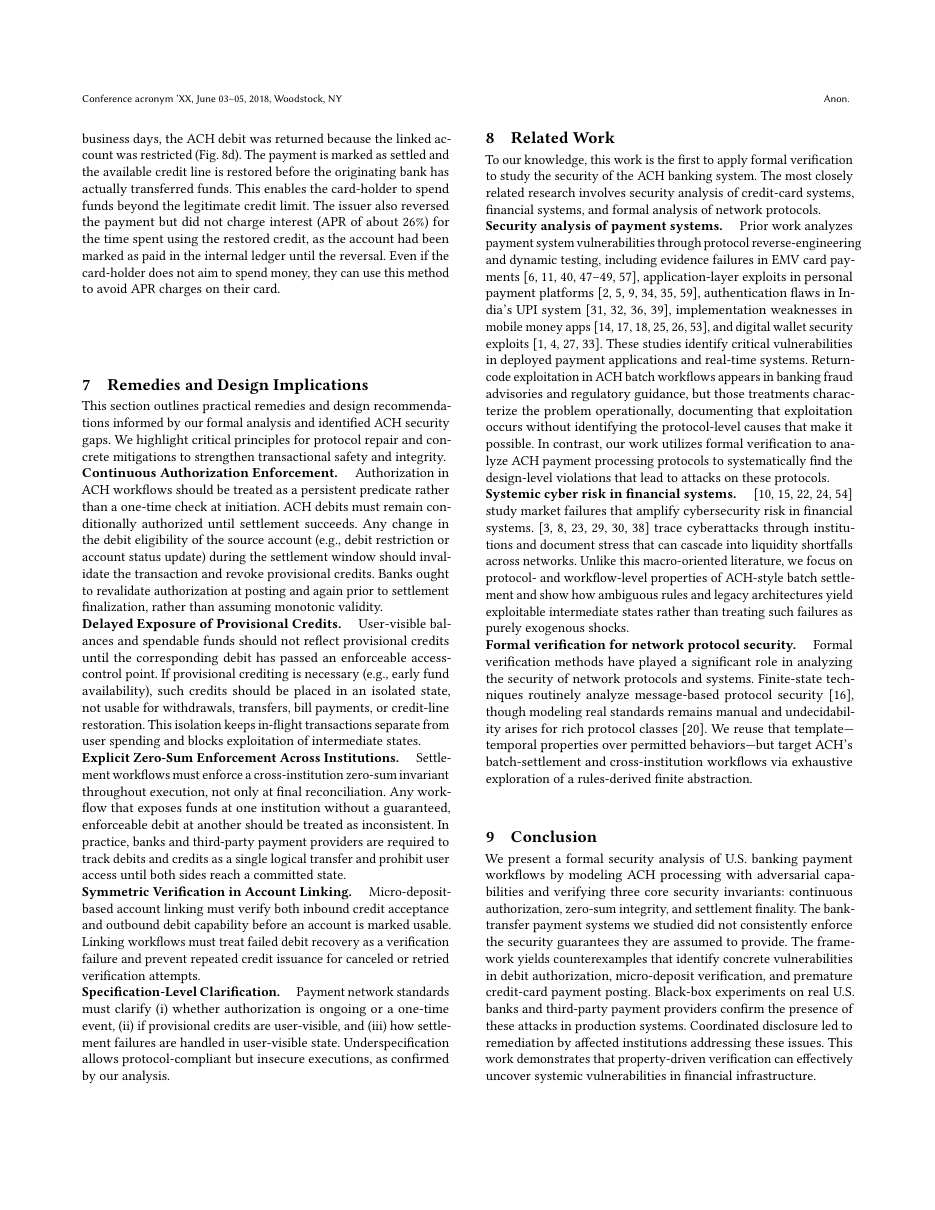 Conference acronym 'XX, June 03–05, 2018, Woodstock, NY
Anon.
business days, the ACH debit was returned because the linked ac-
count was restricted (Fig. 8d). The payment is marked as settled and
the available credit line is restored before the originating bank has
actually transferred funds. This enables the card-holder to spend
funds beyond the legitimate credit limit. The issuer also reversed
the payment but did not charge interest (APR of about 26%) for
the time spent using the restored credit, as the account had been
marked as paid in the internal ledger until the reversal. Even if the
card-holder does not aim to spend money, they can use this method
to avoid APR charges on their card.
7 Remedies and Design Implications
This section outlines practical remedies and design recommenda-
tions informed by our formal analysis and identified ACH security
gaps. We highlight critical principles for protocol repair and con-
crete mitigations to strengthen transactional safety and integrity.
Continuous Authorization Enforcement. Authorization in
ACH workflows should be treated as a persistent predicate rather
than a one-time check at initiation. ACH debits must remain con-
ditionally authorized until settlement succeeds. Any change in
the debit eligibility of the source account (e.g., debit restriction or
account status update) during the settlement window should inval-
idate the transaction and revoke provisional credits. Banks ought
to revalidate authorization at posting and again prior to settlement
finalization, rather than assuming monotonic validity.
Delayed Exposure of Provisional Credits. User-visible bal-
ances and spendable funds should not reflect provisional credits
until the corresponding debit has passed an enforceable access-
control point. If provisional crediting is necessary (e.g., early fund
availability), such credits should be placed in an isolated state,
not usable for withdrawals, transfers, bill payments, or credit-line
restoration. This isolation keeps in-flight transactions separate from
user spending and blocks exploitation of intermediate states.
Explicit Zero-Sum Enforcement Across Institutions. Settle-
ment workflows must enforce a cross-institution zero-sum invariant
throughout execution, not only at final reconciliation. Any work-
flow that exposes funds at one institution without a guaranteed,
enforceable debit at another should be treated as inconsistent. In
practice, banks and third-party payment providers are required to
track debits and credits as a single logical transfer and prohibit user
access until both sides reach a committed state.
Symmetric Verification in Account Linking. Micro-deposit-
based account linking must verify both inbound credit acceptance
and outbound debit capability before an account is marked usable.
Linking workflows must treat failed debit recovery as a verification
failure and prevent repeated credit issuance for canceled or retried
verification attempts.
Specification-Level Clarification. Payment network standards
must clarify (i) whether authorization is ongoing or a one-time
event, (ii) if provisional credits are user-visible, and (iii) how settle-
ment failures are handled in user-visible state. Underspecification
allows protocol-compliant but insecure executions, as confirmed
by our analysis.
8 Related Work
To our knowledge, this work is the first to apply formal verification
to study the security of the ACH banking system. The most closely
related research involves security analysis of credit-card systems,
financial systems, and formal analysis of network protocols.
Security analysis of payment systems. Prior work analyzes
payment system vulnerabilities through protocol reverse-engineering
and dynamic testing, including evidence failures in EMV card pay-
ments [6, 11, 40, 47–49, 57], application-layer exploits in personal
payment platforms [2, 5, 9, 34, 35, 59], authentication flaws in In-
dia's UPI system [31, 32, 36, 39], implementation weaknesses in
mobile money apps [14, 17, 18, 25, 26, 53], and digital wallet security
exploits [1, 4, 27, 33]. These studies identify critical vulnerabilities
in deployed payment applications and real-time systems. Return-
code exploitation in ACH batch workflows appears in banking fraud
advisories and regulatory guidance, but those treatments charac-
terize the problem operationally, documenting that exploitation
occurs without identifying the protocol-level causes that make it
possible. In contrast, our work utilizes formal verification to ana-
lyze ACH payment processing protocols to systematically find the
design-level violations that lead to attacks on these protocols.
Systemic cyber risk in financial systems. [10, 15, 22, 24, 54]
study market failures that amplify cybersecurity risk in financial
systems. [3, 8, 23, 29, 30, 38] trace cyberattacks through institu-
tions and document stress that can cascade into liquidity shortfalls
across networks. Unlike this macro-oriented literature, we focus on
protocol- and workflow-level properties of ACH-style batch settle-
ment and show how ambiguous rules and legacy architectures yield
exploitable intermediate states rather than treating such failures as
purely exogenous shocks.
Formal verification for network protocol security. Formal
verification methods have played a significant role in analyzing
the security of network protocols and systems. Finite-state tech-
niques routinely analyze message-based protocol security [16],
though modeling real standards remains manual and undecidabil-
ity arises for rich protocol classes [20]. We reuse that template—
temporal properties over permitted behaviors—but target ACH's
batch-settlement and cross-institution workflows via exhaustive
exploration of a rules-derived finite abstraction.
9 Conclusion
We present a formal security analysis of U.S. banking payment
workflows by modeling ACH processing with adversarial capa-
bilities and verifying three core security invariants: continuous
authorization, zero-sum integrity, and settlement finality. The bank-
transfer payment systems we studied did not consistently enforce
the security guarantees they are assumed to provide. The frame-
work yields counterexamples that identify concrete vulnerabilities
in debit authorization, micro-deposit verification, and premature
credit-card payment posting. Black-box experiments on real U.S.
banks and third-party payment providers confirm the presence of
these attacks in production systems. Coordinated disclosure led to
remediation by affected institutions addressing these issues. This
work demonstrates that property-driven verification can effectively
uncover systemic vulnerabilities in financial infrastructure.